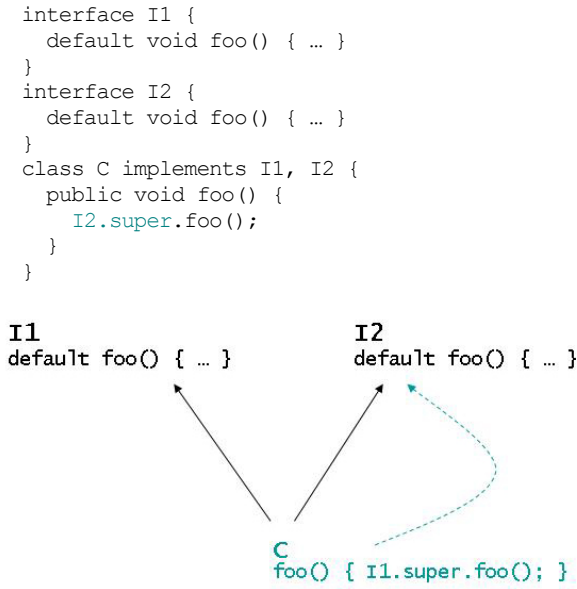 interface I1 {
  default void foo() { … }
}
interface I2 {
  default void foo() { … }
}
class C implements I1, I2 {
  public void foo() {
    I2.super.foo();
  }
}
I1
default foo() { … }
I2
default foo() { … }
C
foo() { I1.super.foo(); }